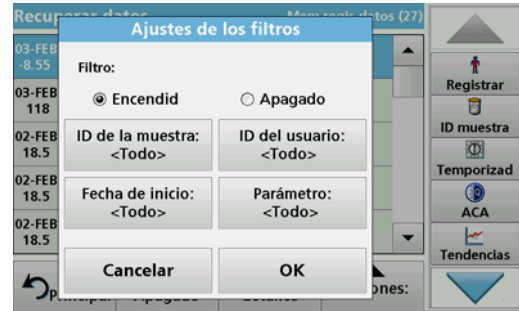 Recuperar datos Mem regis datos (27)
Ajustes de los filtros
03-FEB
-8.55
03-FEB
118
02-FEB
18.5
02-FEB
18.5
02-FEB
18.5
Filtro:
Encendid Apagado
ID de la muestra: ID del usuario:
<Todo> <Todo>
Fecha de inicio: Parámetro:
<Todo> <Todo>
Cancelar OK
Registrar
ID muestra
Temporizad
ACA
Tendencias